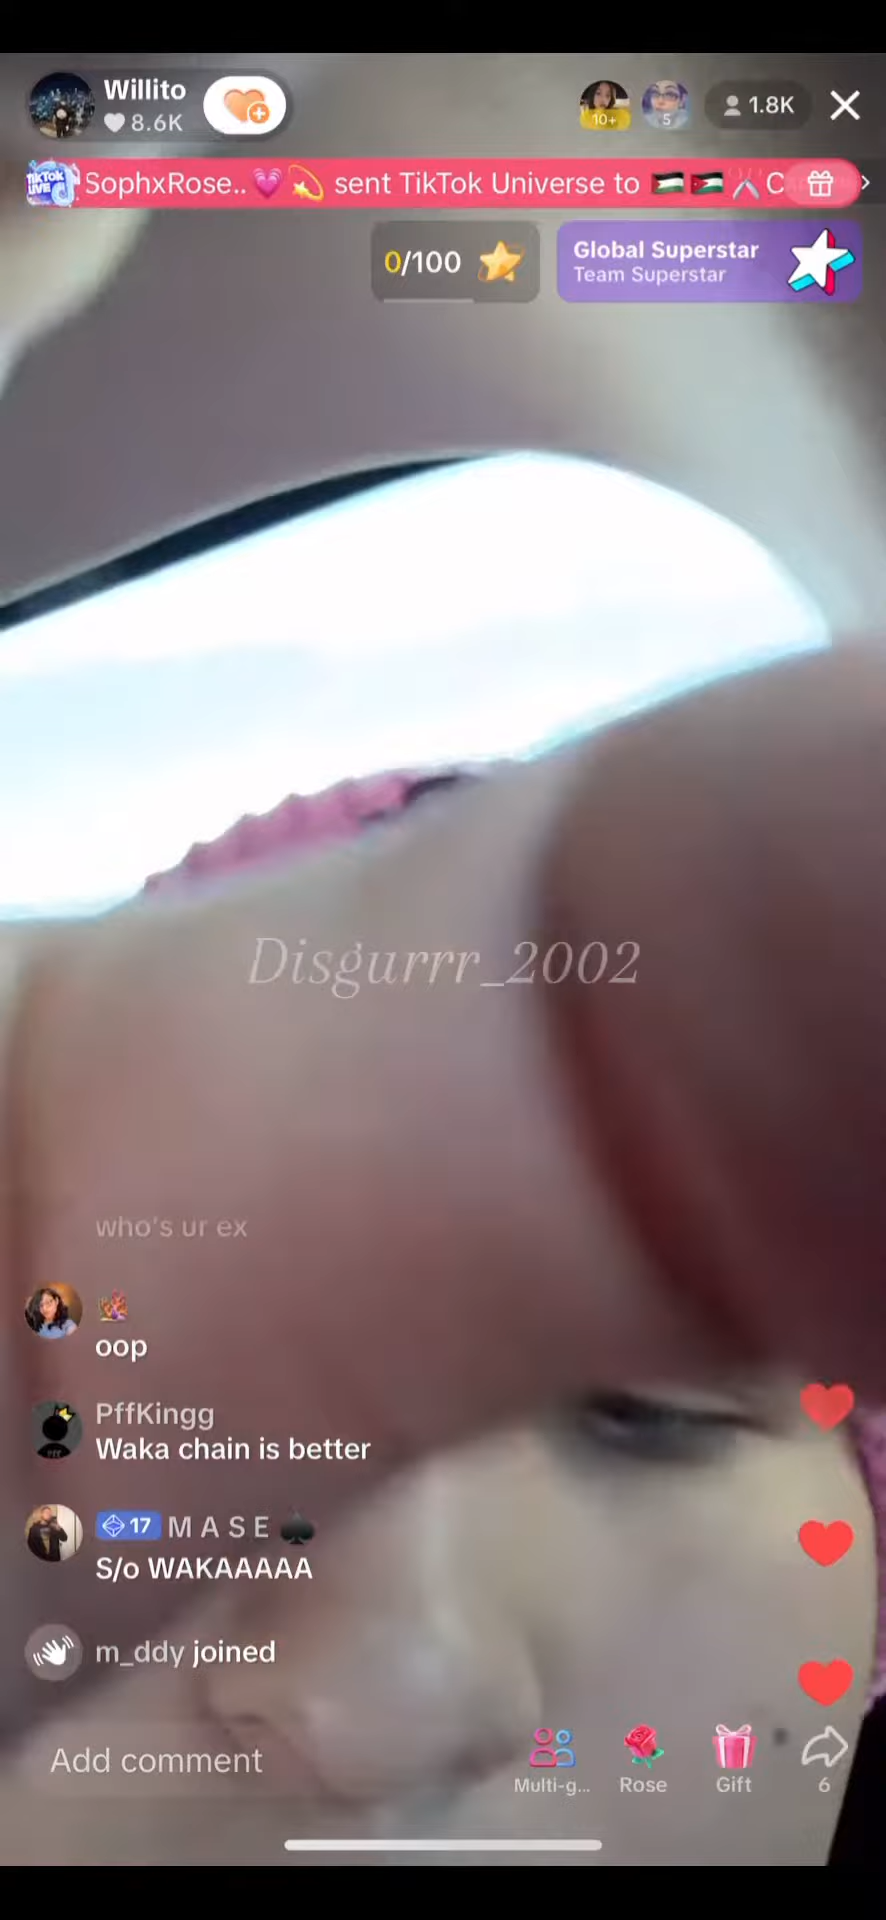 Willito
8.6K
10+
5
1.8K
TikTok LIVE
SophxRose.. 💗 💫 sent TikTok Universe to 🇵🇸 🇯🇴
0/100
Global Superstar
Team Superstar
Disgurrr_2002
who's ur ex
oop
PffKingg
Waka chain is better
17 M A S E ♠️
S/o WAKAAAAA
m_ddy joined
Add comment
Multi-g...
Rose
Gift
6